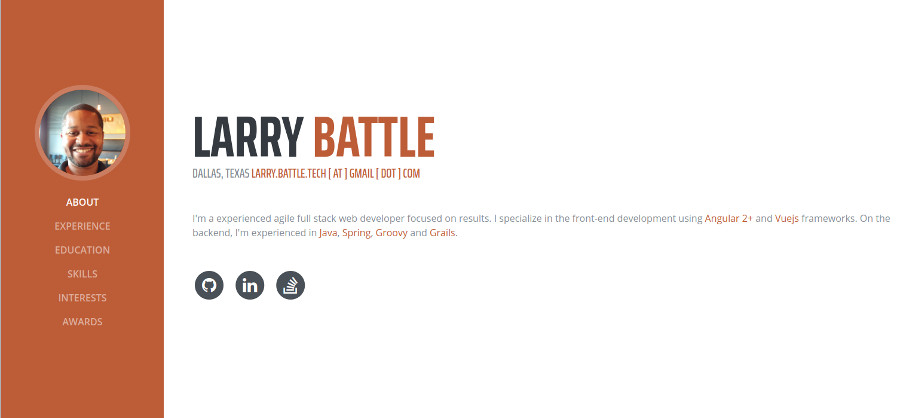 ABOUT
EXPERIENCE
EDUCATION
SKILLS
INTERESTS
AWARDS
LARRY BATTLE
DALLAS, TEXAS LARRY.BATTLE.TECH [ AT ] GMAIL [ DOT ] COM
I'm a experienced agile full stack web developer focused on results. I specialize in the front-end development using Angular 2+ and Vuejs frameworks. On the
backend, I'm experienced in Java, Spring, Groovy and Grails.
in